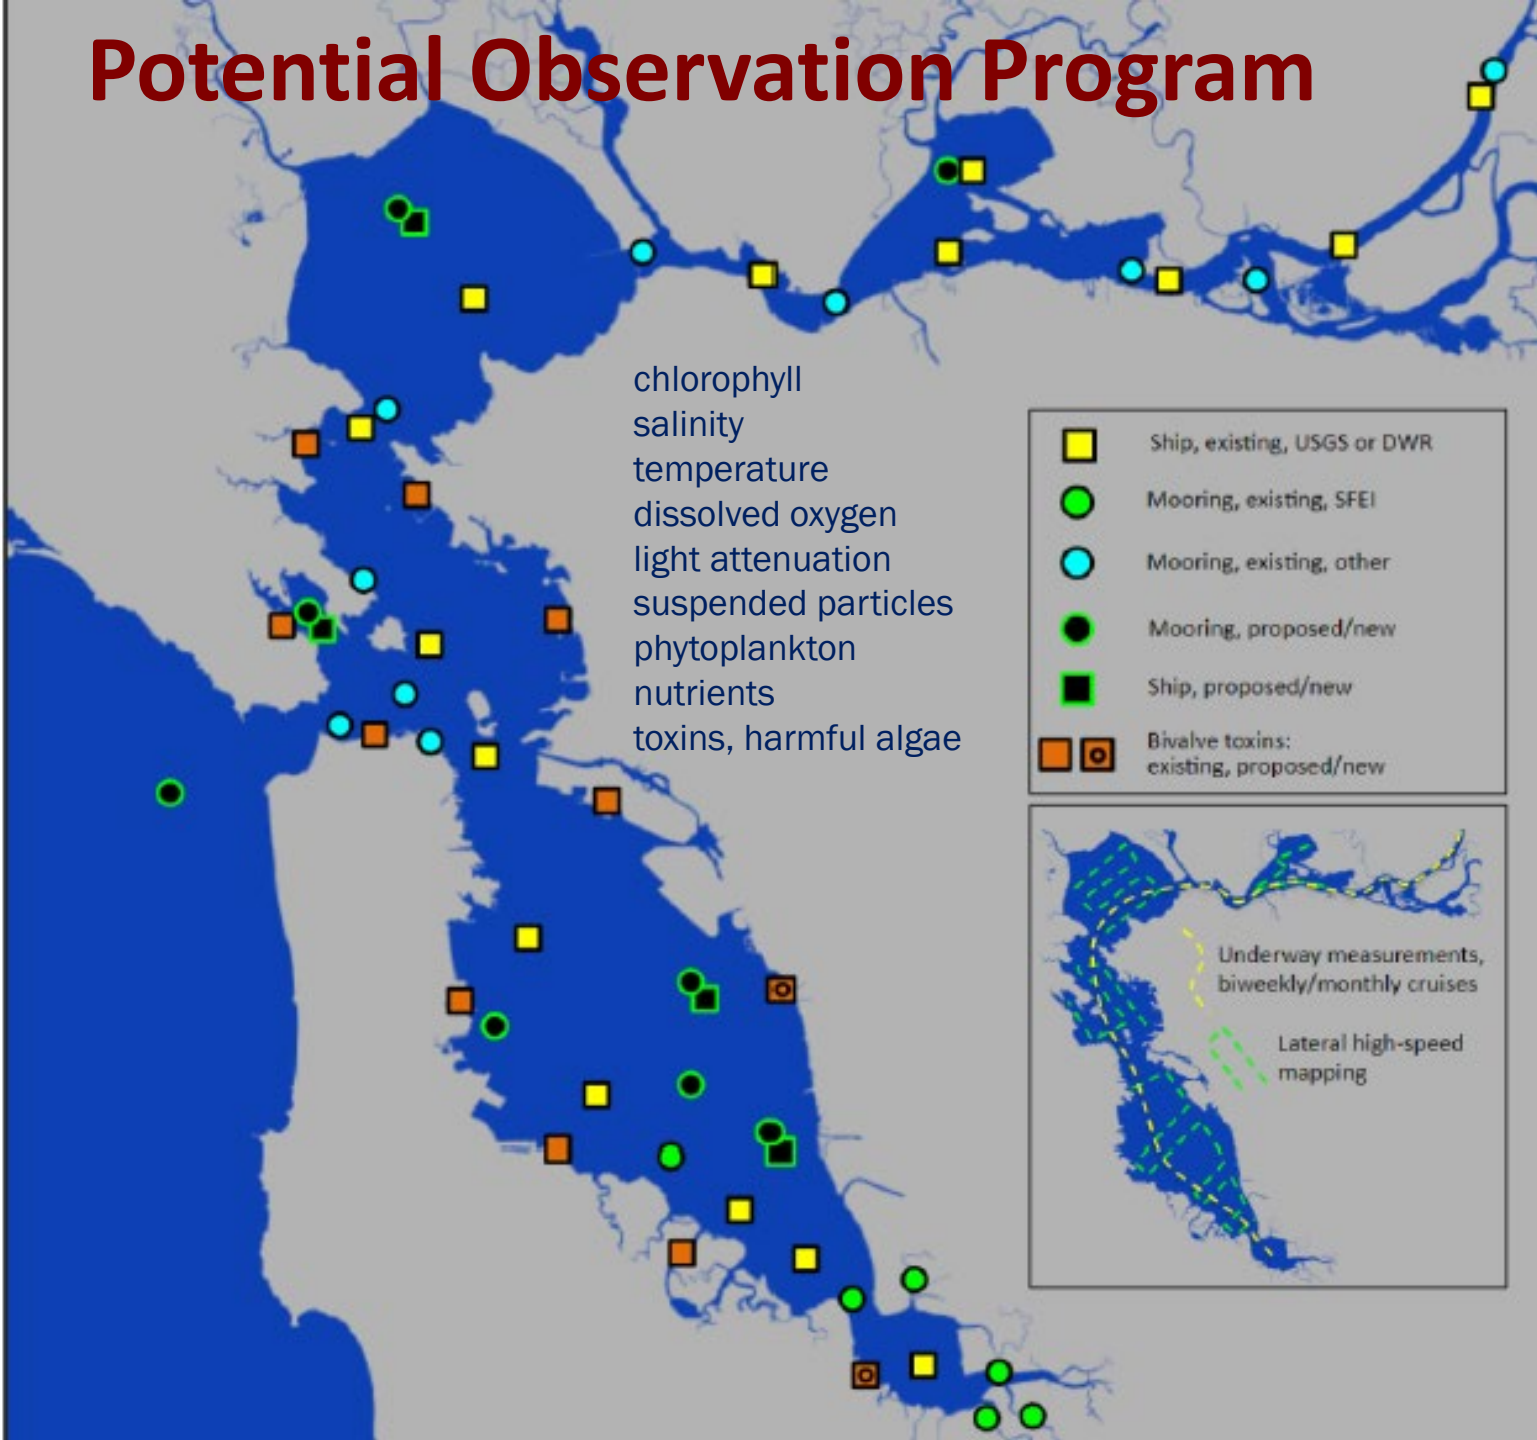 Potential Observation Program
chlorophyll
salinity
temperature
dissolved oxygen
light attenuation
suspended particles
phytoplankton
nutrients
toxins, harmful algae
Ship, existing, USGS or DWR
Mooring, existing, SFEI
Mooring, existing, other
Mooring, proposed/new
Ship, proposed/new
Bivalve toxins:
existing, proposed/new
Underway measurements,
biweekly/monthly cruises
Lateral high-speed
mapping